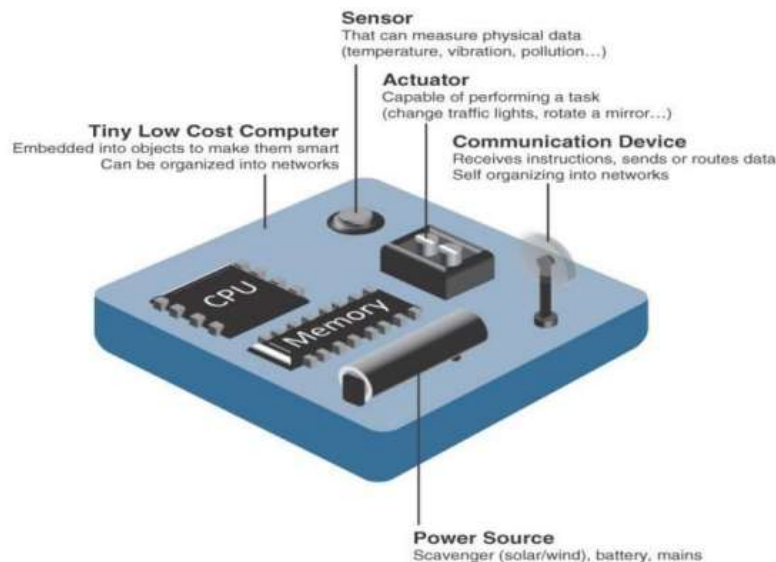 Sensor
That can measure physical data
(temperature, vibration, pollution...)
Actuator
Capable of performing a task
(change traffic lights, rotate a mirror...)
Tiny Low Cost Computer
Embedded into objects to make them smart
Can be organized into networks
Communication Device
Receives instructions, sends or routes data
Self organizing into networks
CPU
Memory
Power Source
Scavenger (solar/wind), battery, mains